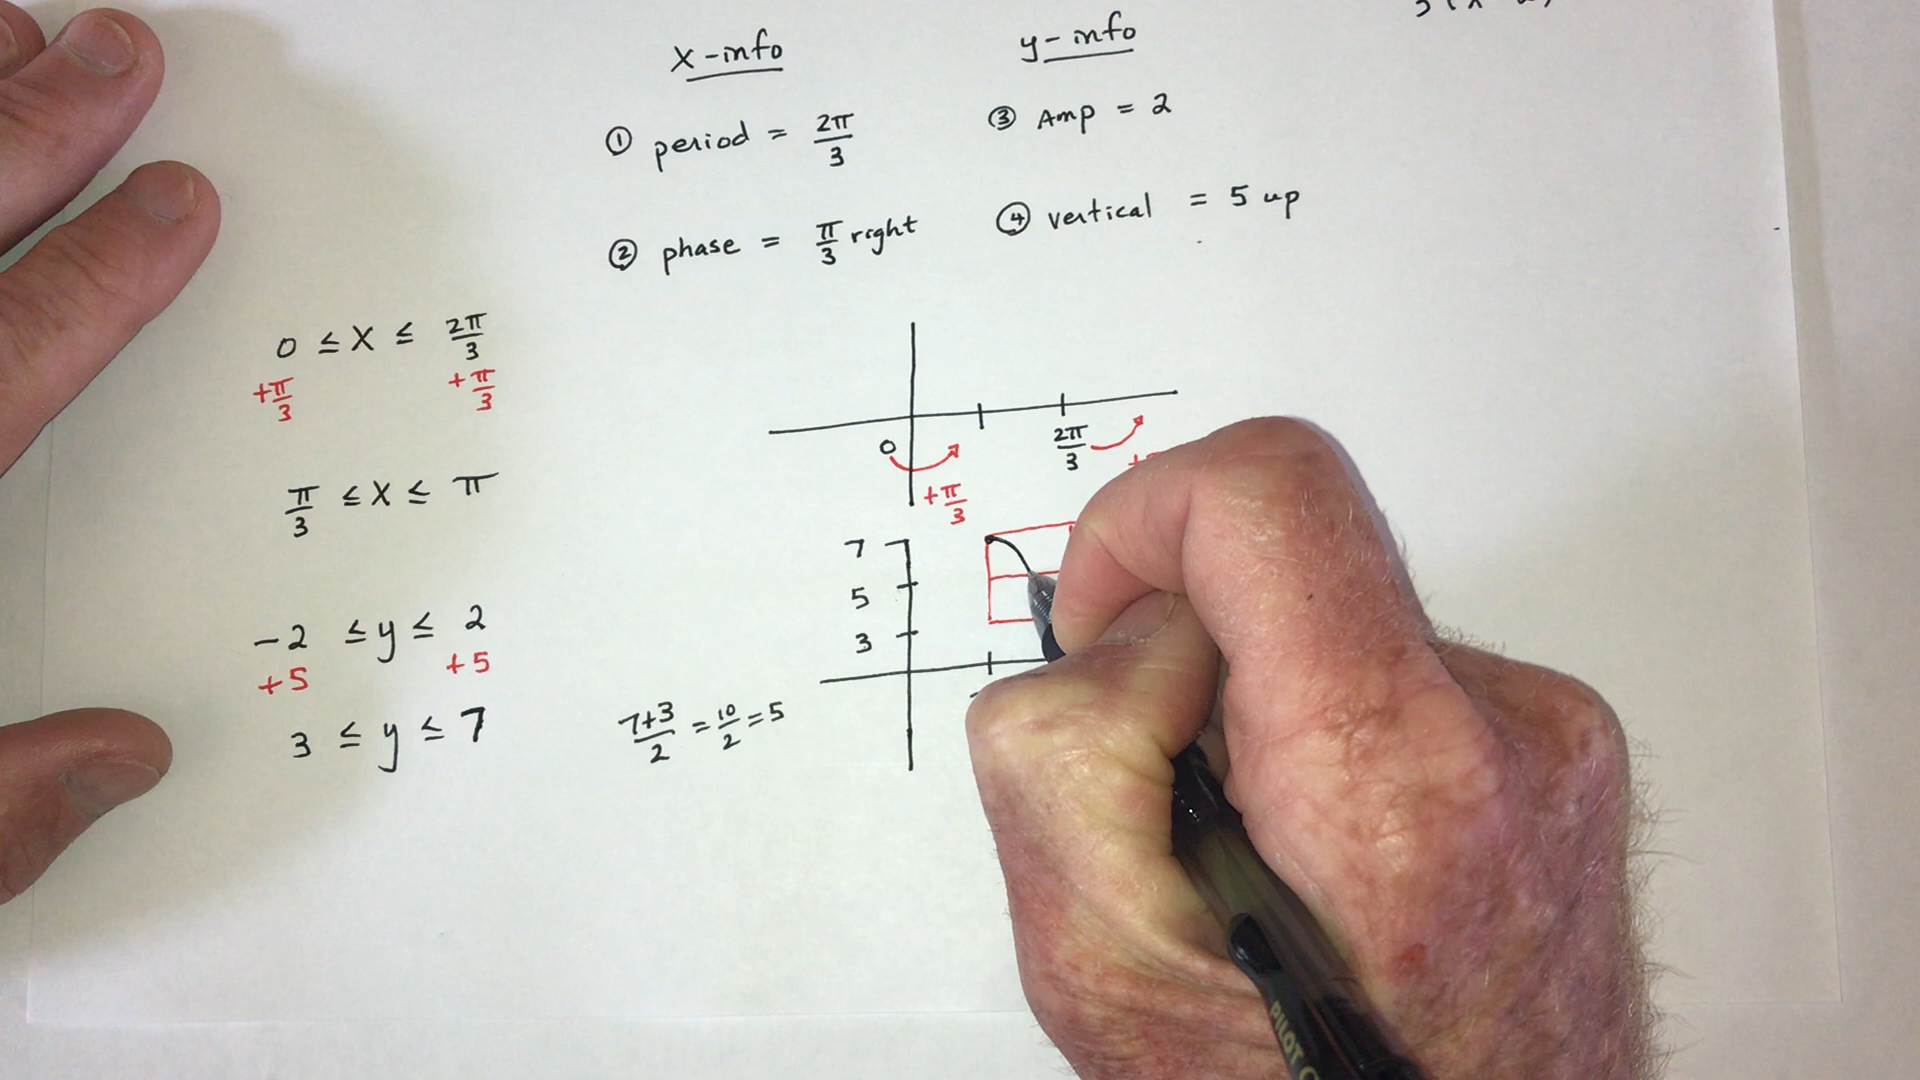 x-info
y-info
① period = 2π/3
③ Amp = 2
② phase = π/3 right
④ vertical = 5 up
0 ≤ x ≤ 2π/3
+π/3 +π/3
π/3 ≤ x ≤ π
-2 ≤ y ≤ 2
+5 +5
3 ≤ y ≤ 7
7+3/2 = 10/2 = 5
0
2π/3
+π/3
7
5
3
PILOT G